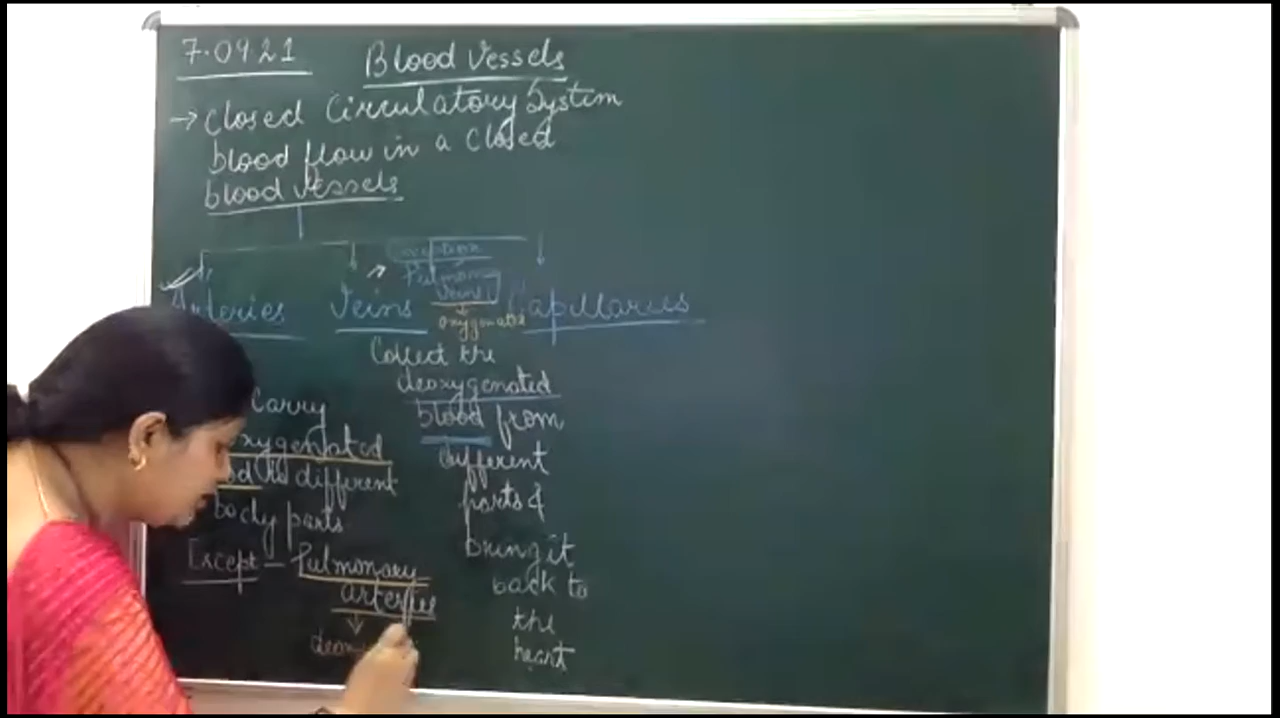 7.09.21
Blood Vessels
→ Closed Circulatory System
blood flow in a closed
blood vessels
Arteries
Veins
Exception
Pulmonary
Veins
oxygenated
Capillaries
Carry
oxygenated
to different
body parts
Except - Pulmonary
arteries
Collect the
deoxygenated
blood from
different
parts &
bring it
back to
the
heart